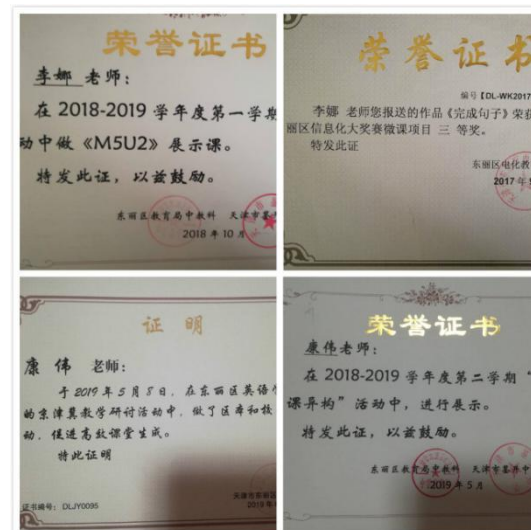 荣誉证书
李娜 老师：
在 2018-2019 学年度第一学期
动中做《M5U2》展示课。
特发此证，以兹鼓励。
东丽区教育局中教科 天津市
2018 年 10 月
荣誉证书
编号【DL-WK2017
李娜 老师您报送的作品《完成句子》荣获
丽区信息化大奖赛微课项目 三 等奖。
特发此证
东丽区电化教
2017 年
证 明
康 伟 老师：
于 2019 年 5 月 8 日，在东丽区英语
的京津冀教学研讨活动中，做了区本和校
动，促进高效课堂生成。
特此证明
证书编号：DLJY0095
荣誉证书
康伟老师：
在 2018-2019 学年度第二学期“
课异构”活动中，进行展示。
特发此证，以兹鼓励。
东丽区教育局中教科 天津市
2019 年 5 月